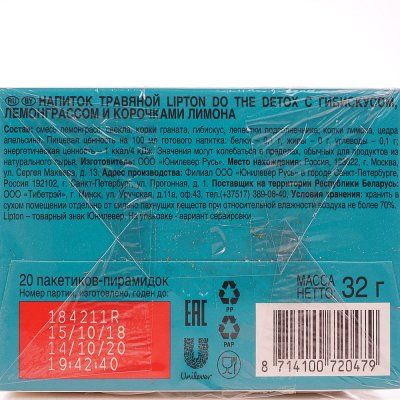 RU BY НАПИТОК ТРАВЯНОЙ LIPTON DO THE DETOX С ГИБИСКУСОМ,
ЛЕМОНГРАССОМ И КОРОЧКАМИ ЛИМОНА
Состав: смесь лемонграсс, свекла, корки граната, гибискус, лепестки подсолнечника, корки лимона, цедра
апельсина. Пищевая ценность на 100 мл готового напитка: Белки – г, жиры – 0 г, углеводы – 0,1 г;
энергетическая ценность – 1 ккал/4 кДж. Значения могут колебаться в пределах, обычных для продуктов из
натурального сырья. Изготовитель: ООО «Юнилевер Русь». Место нахождения: Россия, 123022, г. Москва,
ул. Сергея Макеева, д. 13; Адрес производства: Филиал ООО «Юнилевер Русь» в городе Санкт-Петербург,
Россия 192102, г. Санкт-Петербург, ул. Прогонная, д. 1. Поставщик на территории Республики Беларусь:
ООО «Тибетрэй», г. Минск, ул. Уручская, д.11а, оф 43, тел. (+37517) 389-08-40. Условия хранения: хранить в
сухом помещении отдалено от сильно пахнущих веществ при относительной влажности воздуха не более 70%.
Lipton – товарный знак Юнилевер. На упаковке - вариант сервировки.
20 пакетиков-пирамидок
Номер партии, изготовлено, годен до:
184211R
15/10/18
14/10/20
19:42:40
EAC
PP
PAP
Unilever
МАССА
НЕТТО: 32 г
8 714100 720479